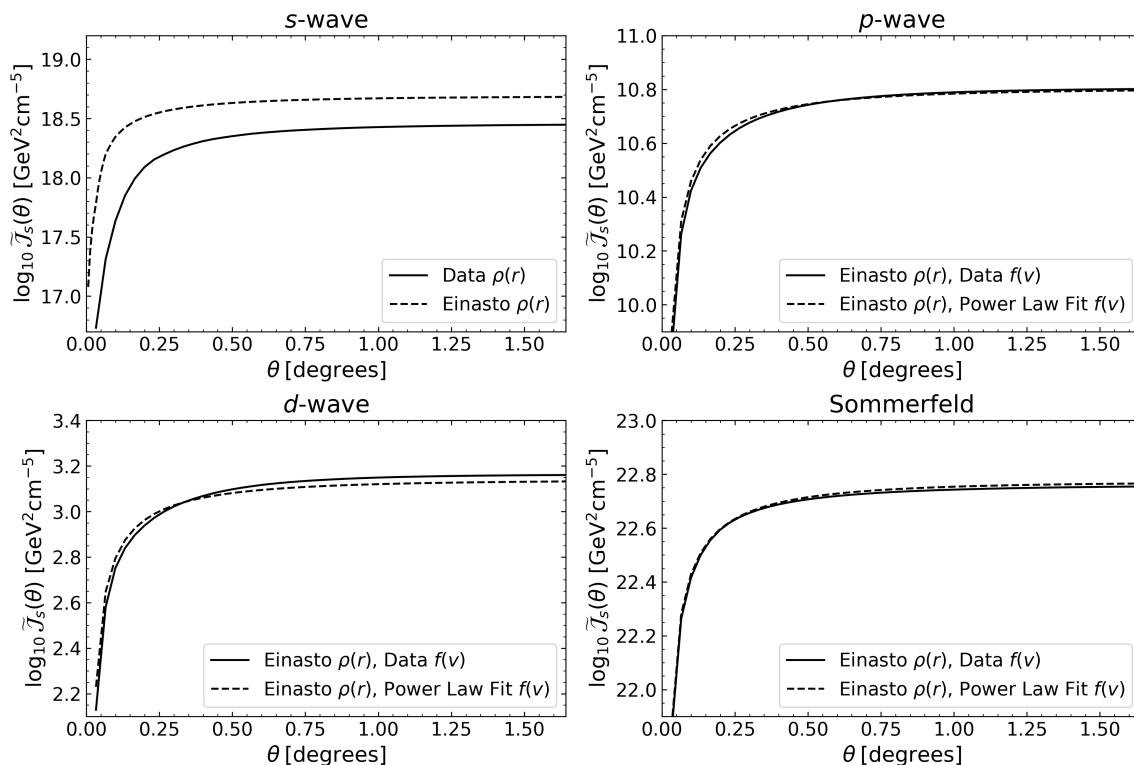 s-wave
19.0
18.5
18.0
17.5
17.0
log₁₀ J̃ₛ(θ) [GeV²cm⁻⁵]
Data ρ(r)
Einasto ρ(r)
0.00 0.25 0.50 0.75 1.00 1.25 1.50
θ [degrees]
p-wave
11.0
10.8
10.6
10.4
10.2
10.0
log₁₀ J̃ₛ(θ) [GeV²cm⁻⁵]
Einasto ρ(r), Data f(v)
Einasto ρ(r), Power Law Fit f(v)
0.00 0.25 0.50 0.75 1.00 1.25 1.50
θ [degrees]
d-wave
3.4
3.2
3.0
2.8
2.6
2.4
2.2
log₁₀ J̃ₛ(θ) [GeV²cm⁻⁵]
Einasto ρ(r), Data f(v)
Einasto ρ(r), Power Law Fit f(v)
0.00 0.25 0.50 0.75 1.00 1.25 1.50
θ [degrees]
Sommerfeld
23.0
22.8
22.6
22.4
22.2
22.0
log₁₀ J̃ₛ(θ) [GeV²cm⁻⁵]
Einasto ρ(r), Data f(v)
Einasto ρ(r), Power Law Fit f(v)
0.00 0.25 0.50 0.75 1.00 1.25 1.50
θ [degrees]